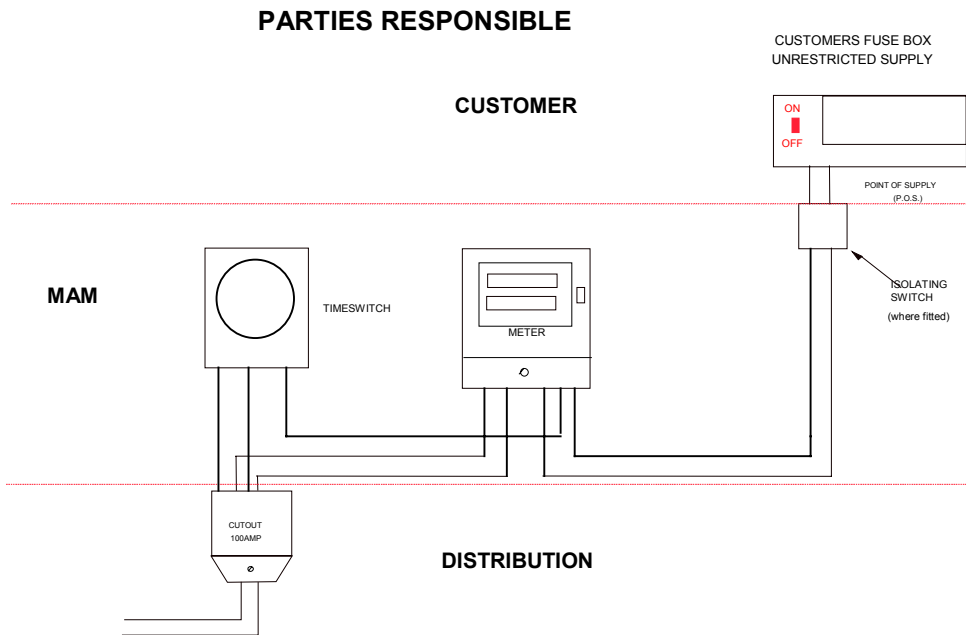 PARTIES RESPONSIBLE
CUSTOMERS FUSE BOX
UNRESTRICTED SUPPLY
CUSTOMER
ON
OFF
POINT OF SUPPLY
(P.O.S.)
MAM
TIMESWITCH
METER
ISOLATING
SWITCH
(where fitted)
CUTOUT
100AMP
DISTRIBUTION